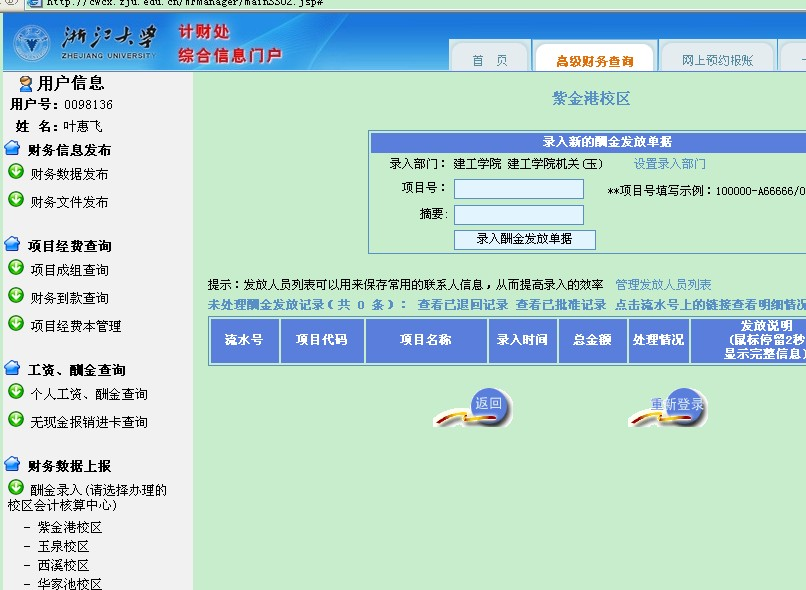 http://cwcx.zju.edu.cn/hrmanager/main3302.jsp#
浙江大学
ZHEJIANG UNIVERSITY
计财处
综合信息门户
首 页
高级财务查询
网上预约报账
用户信息
用户号：0098136
姓 名：叶惠飞
财务信息发布
财务数据发布
财务文件发布
项目经费查询
项目成组查询
财务到款查询
项目经费本管理
工资、酬金查询
个人工资、酬金查询
无现金报销进卡查询
财务数据上报
酬金录入(请选择办理的
校区会计核算中心)
- 紫金港校区
- 玉泉校区
- 西溪校区
- 华家池校区
紫金港校区
录入新的酬金发放单据
录入部门： 建工学院 建工学院机关(玉) 设置录入部门
项目号： **项目号填写示例：100000-A66666/0
摘要:
录入酬金发放单据
提示：发放人员列表可以用来保存常用的联系人信息，从而提高录入的效率 管理发放人员列表
未处理酬金发放记录(共 0 条)： 查看已退回记录 查看已批准记录 点击流水号上的链接查看明细情况
流水号 项目代码 项目名称 录入时间 总金额 处理情况 发放说明
(鼠标停留2秒
显示完整信息)
返回 重新登录